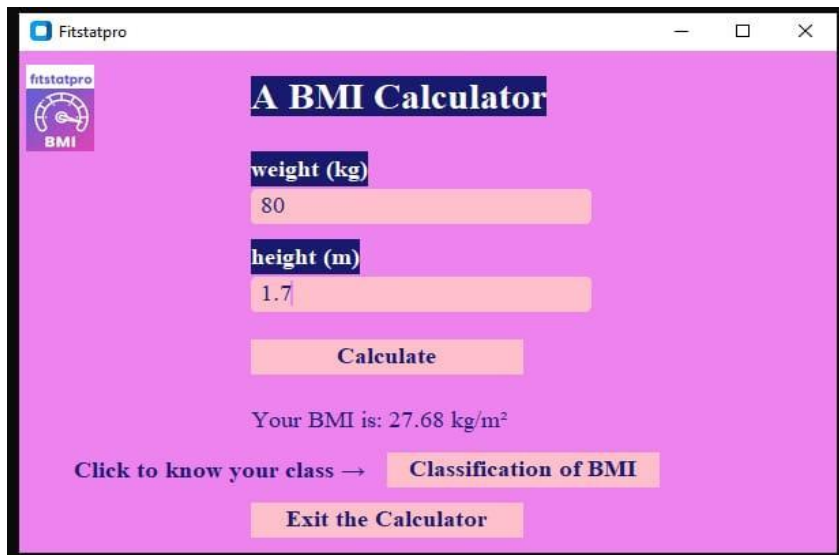 Fitstatpro
fitstatpro
BMI
A BMI Calculator
weight (kg)
80
height (m)
1.7
Calculate
Your BMI is: 27.68 kg/m²
Click to know your class → Classification of BMI
Exit the Calculator